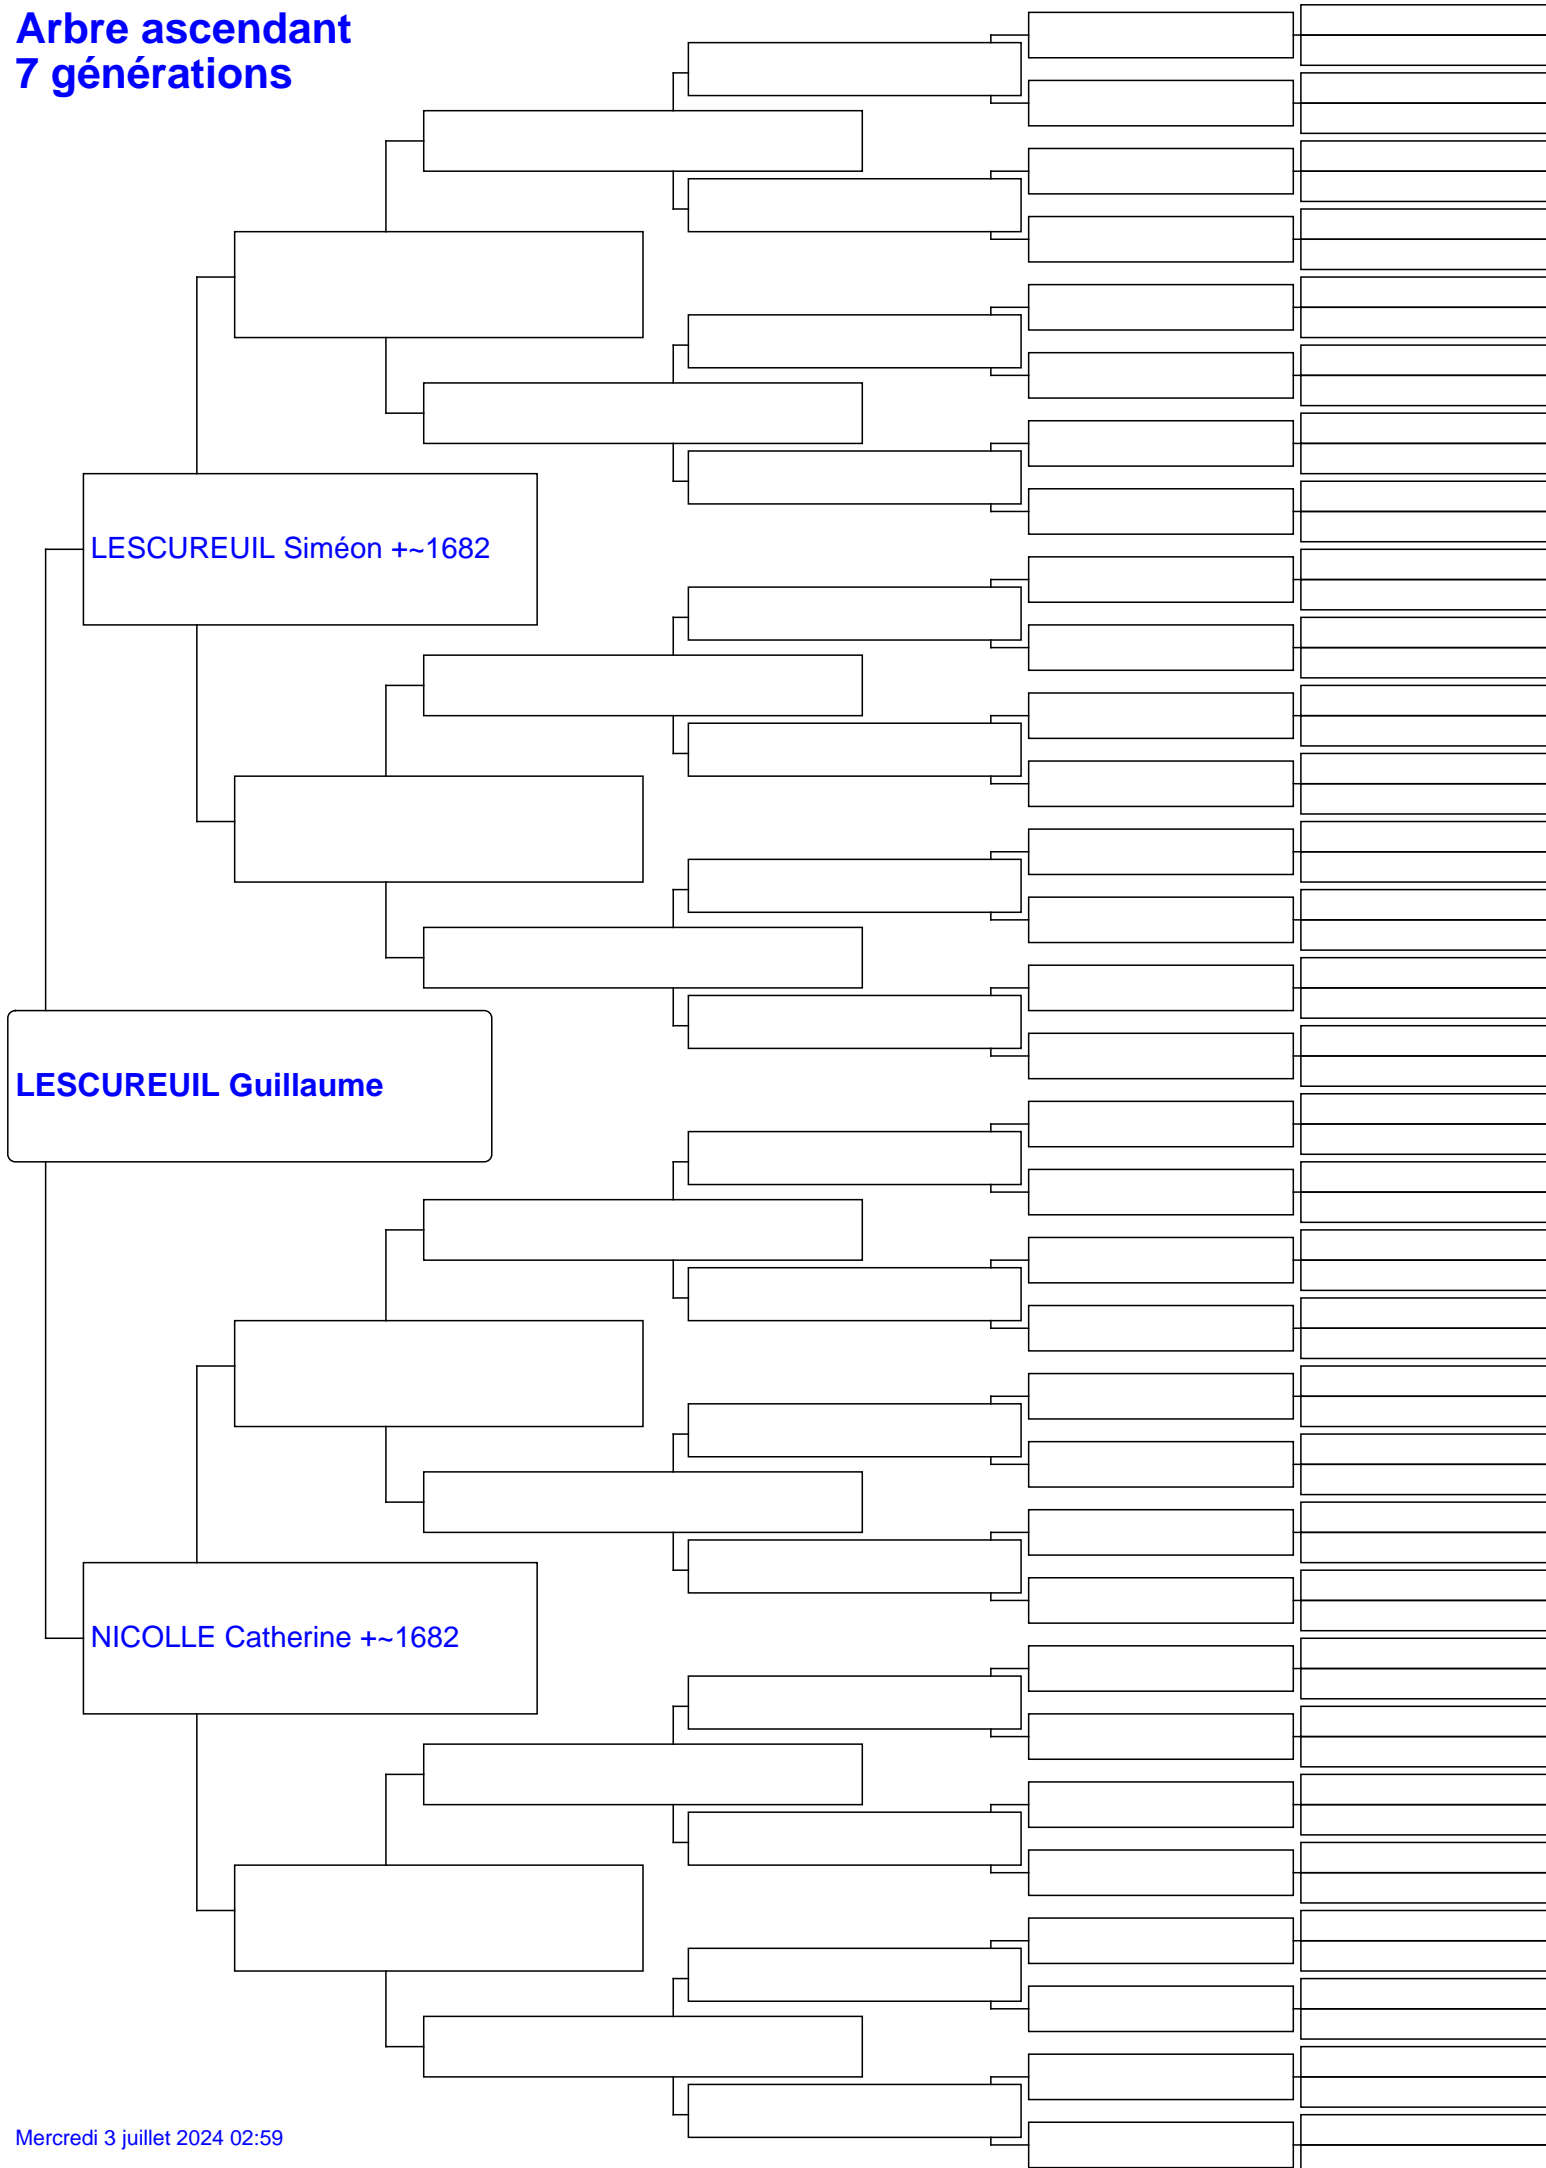 Arbre ascendant
7 générations
LESCUREUIL Siméon +~1682
LESCUREUIL Guillaume
NICOLLE Catherine +~1682
Mercredi 3 juillet 2024 02:59